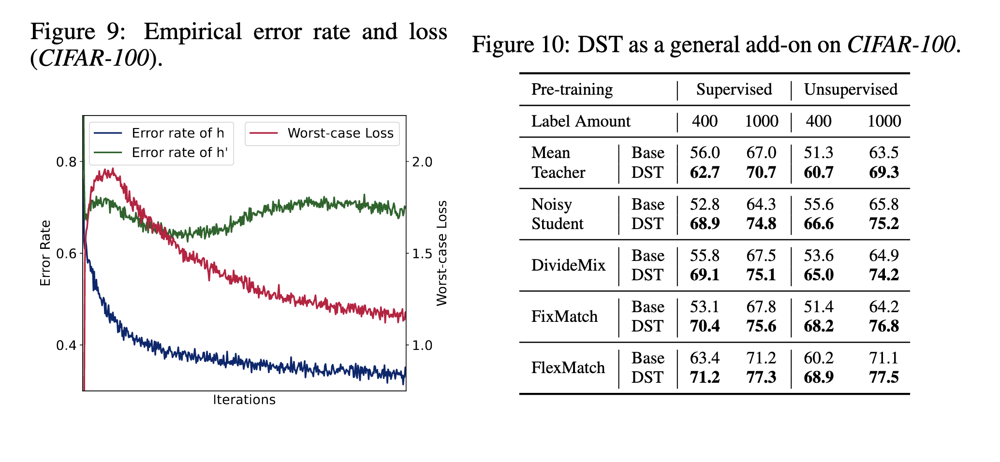 Figure 9: Empirical error rate and loss
(CIFAR-100).
Error rate of h
Error rate of h'
Worst-case Loss
0.8
0.6
0.4
Error Rate
2.0
1.5
1.0
Worst-case Loss
Iterations
Figure 10: DST as a general add-on on CIFAR-100.
Pre-training Supervised Unsupervised
Label Amount 400 1000 400 1000
Mean Base 56.0 67.0 51.3 63.5
Teacher DST 62.7 70.7 60.7 69.3
Noisy Base 52.8 64.3 55.6 65.8
Student DST 68.9 74.8 66.6 75.2
DivideMix
Base 55.8 67.5 53.6 64.9
DST 69.1 75.1 65.0 74.2
FixMatch
Base 53.1 67.8 51.4 64.2
DST 70.4 75.6 68.2 76.8
FlexMatch
Base 63.4 71.2 60.2 71.1
DST 71.2 77.3 68.9 77.5